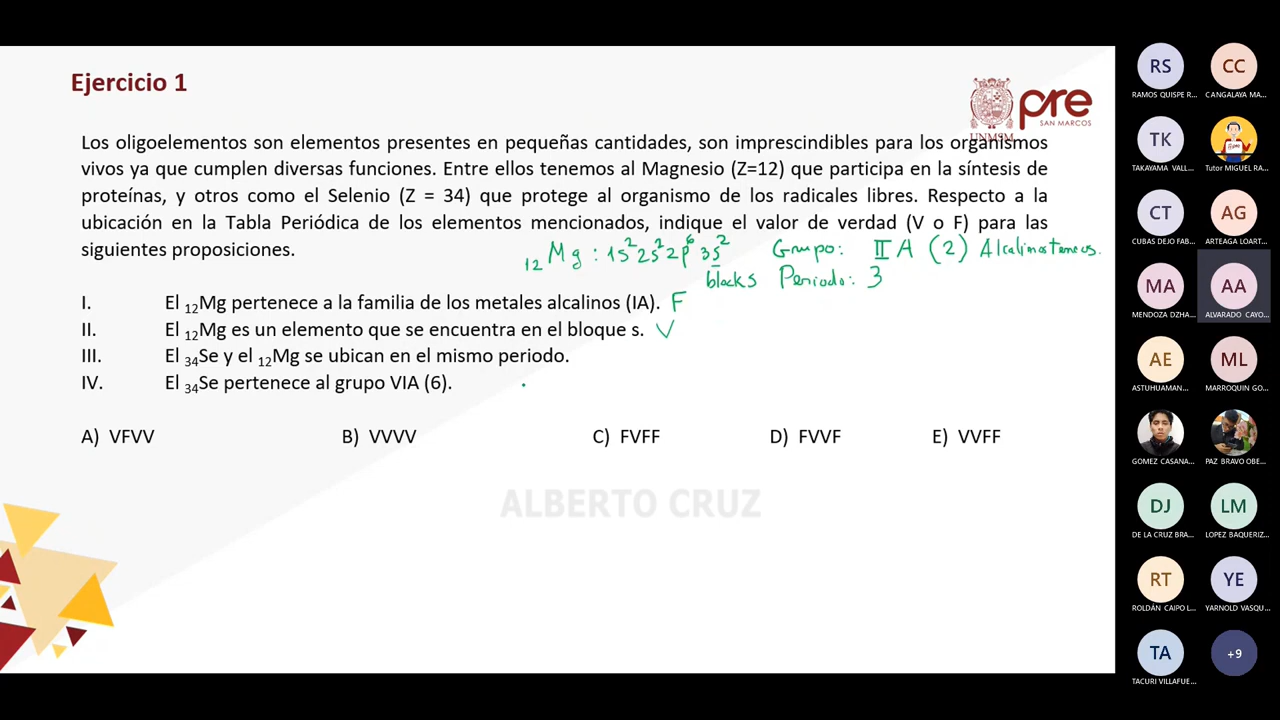 Ejercicio 1
UNMSM
pre
SAN MARCOS
Los oligoelementos son elementos presentes en pequeñas cantidades, son imprescindibles para los organismos
vivos ya que cumplen diversas funciones. Entre ellos tenemos al Magnesio (Z=12) que participa en la síntesis de
proteínas, y otros como el Selenio (Z = 34) que protege al organismo de los radicales libres. Respecto a la
ubicación en la Tabla Periódica de los elementos mencionados, indique el valor de verdad (V o F) para las
siguientes proposiciones.
₁₂Mg : 1s² 2s² 2p⁶ 3s² Grupo: II A (2) Alcalinoterreos.
block s Periodo: 3
I. El ₁₂Mg pertenece a la familia de los metales alcalinos (IA). F
II. El ₁₂Mg es un elemento que se encuentra en el bloque s. V
III. El ₃₄Se y el ₁₂Mg se ubican en el mismo periodo.
IV. El ₃₄Se pertenece al grupo VIA (6).
A) VFVV B) VVVV C) FVFF D) FVVF E) VVFF
ALBERTO CRUZ
RS CC
RAMOS QUISPE R... CANGALAYA MA...
TK
TAKAYAMA VALL... Tutor MIGUEL RA...
CT AG
CUBAS DEJO FAB... ARTEAGA LOART...
MA AA
MENDOZA DZHA... ALVARADO CAYO...
AE ML
ASTUHUAMAN... MARROQUIN GO...
GOMEZ CASANA... PAZ BRAVO OBE...
DJ LM
DE LA CRUZ BRA... LOPEZ BAQUERIZ...
RT YE
ROLDÁN CAIPO L... YARNOLD VASQU...
TA +9
TACURI VILLAFUE...